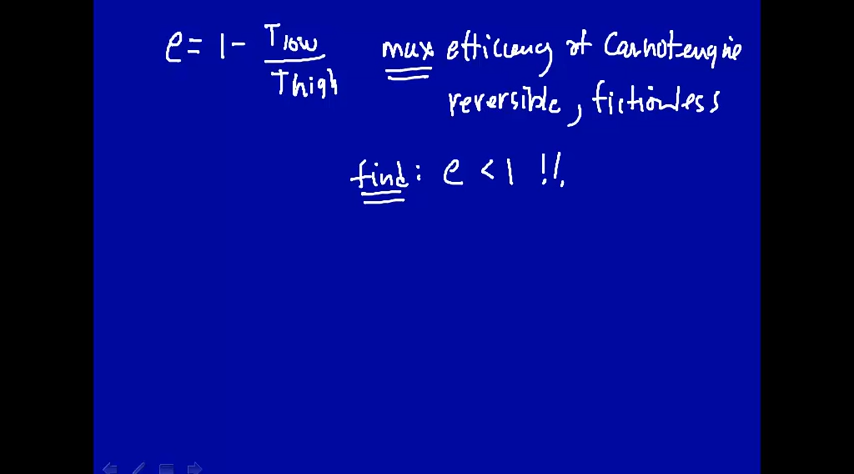 e = 1 - Tlow / Thigh max efficiency of Carnot engine
reversible, frictionless
find: e < 1 !!